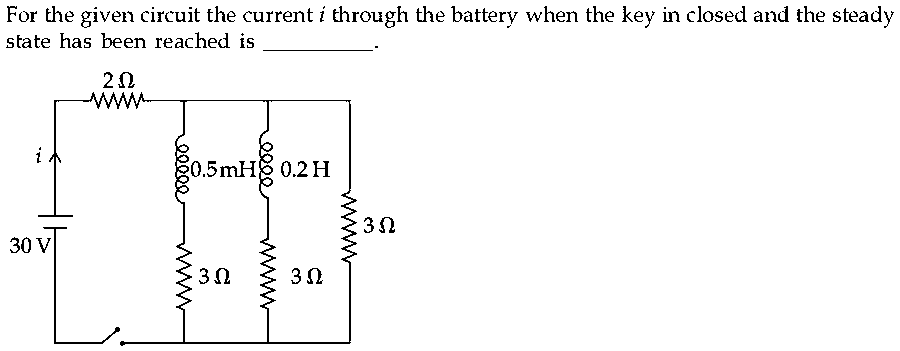 For the given circuit the current i through the battery when the key in closed and the steady
state has been reached is __________.
2 Ω
i
0.5 mH 0.2 H
3 Ω
30 V
3 Ω 3 Ω